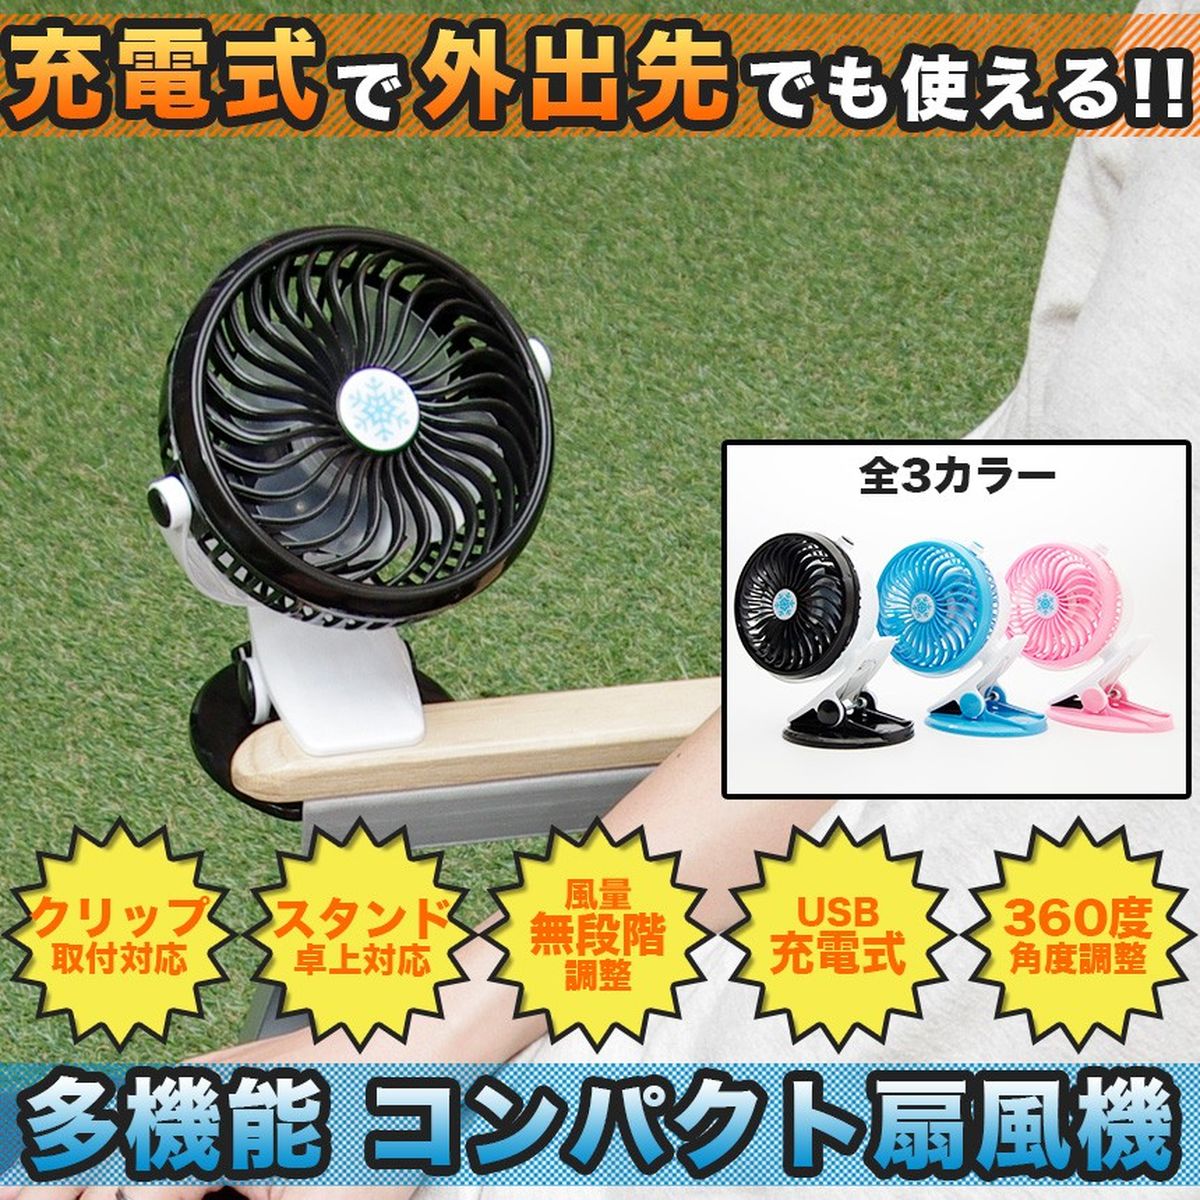 充電式で外出先でも使える!!
全3カラー
クリップ
取付対応
スタンド
卓上対応
風量
無段階
調整
USB
充電式
360度
角度調整
多機能 コンパクト扇風機